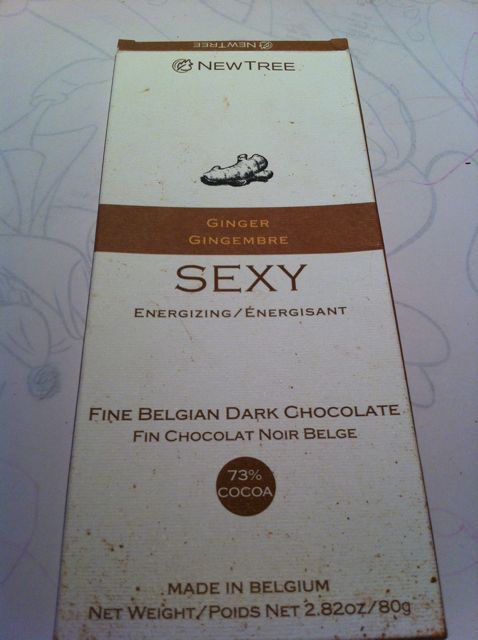 NEWTREE
NEWTREE
GINGER
GINGEMBRE
SEXY
ENERGIZING/ÉNERGISANT
FINE BELGIAN DARK CHOCOLATE
FIN CHOCOLAT NOIR BELGE
73%
COCOA
MADE IN BELGIUM
NET WEIGHT/POIDS NET 2.82OZ/80g